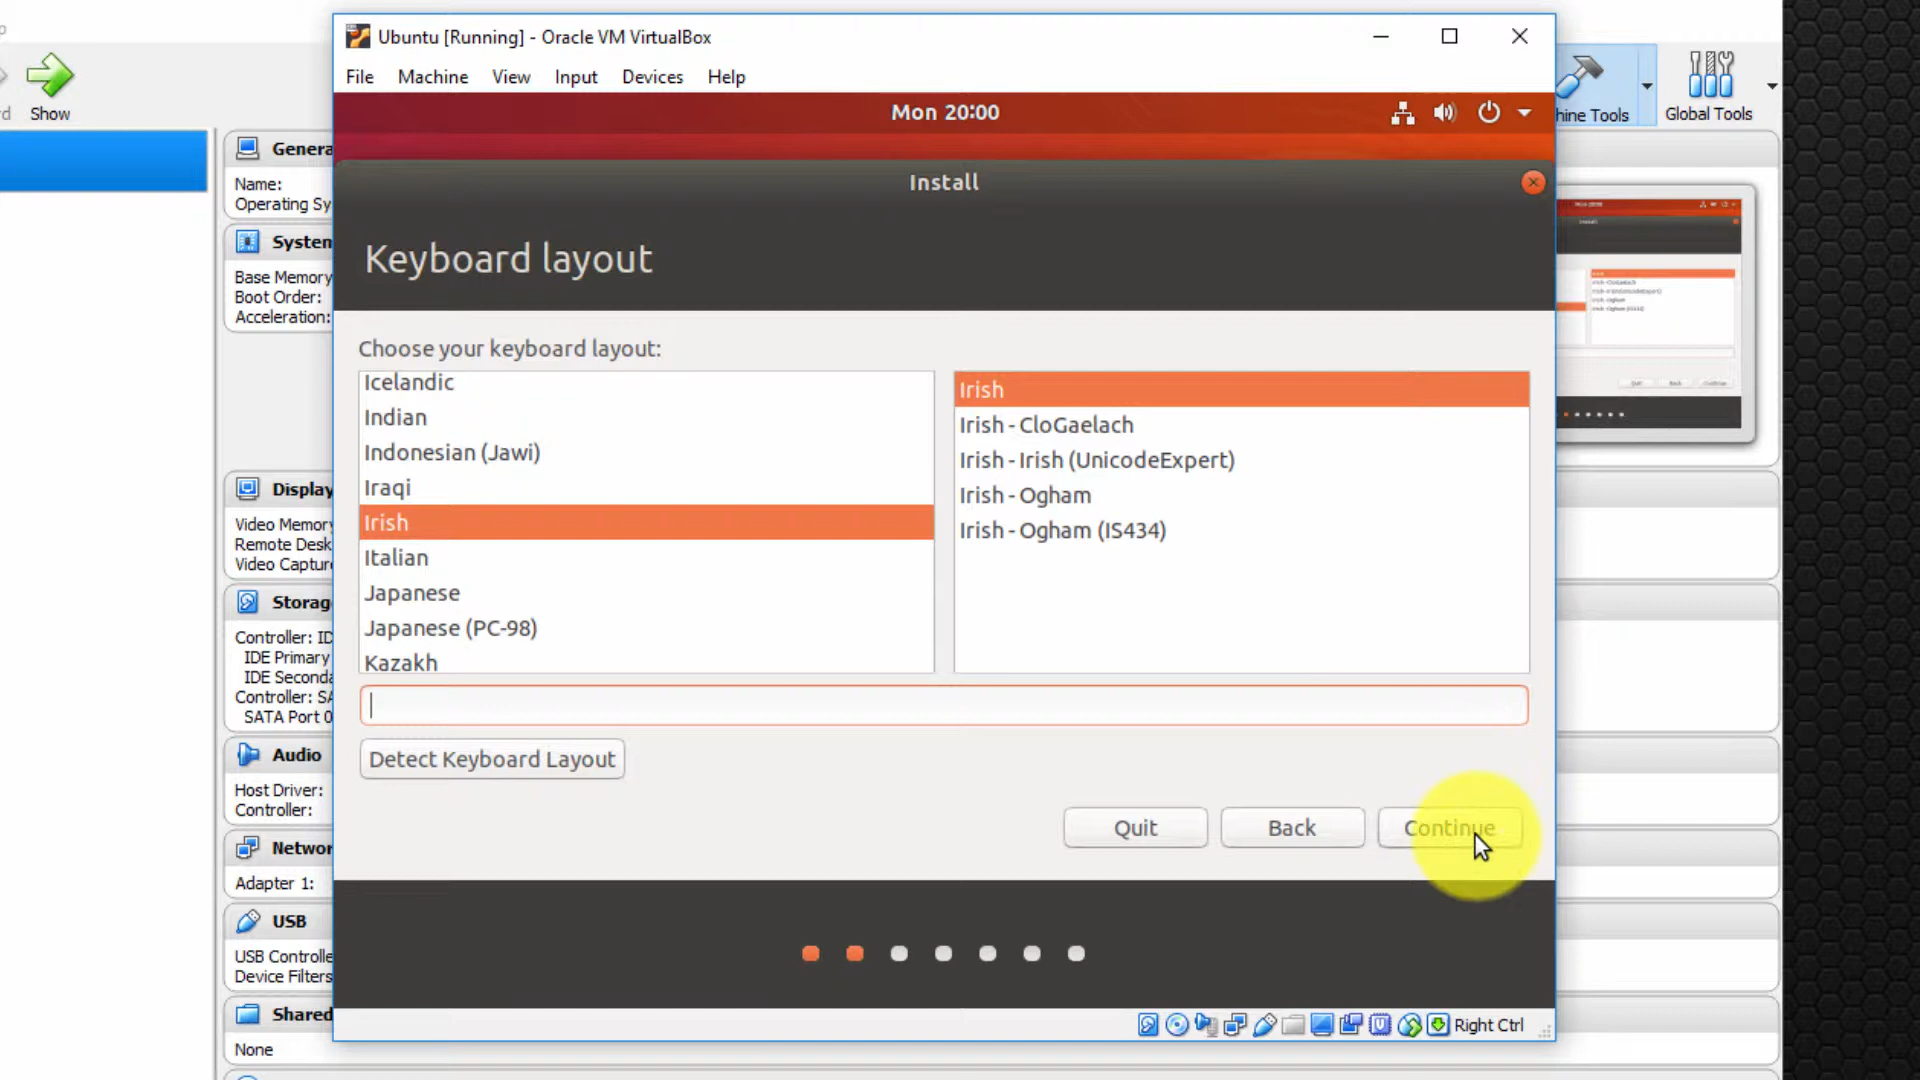 Ubuntu [Running] - Oracle VM VirtualBox
File Machine View Input Devices Help
Show
Mon 20:00
hine Tools
Global Tools
Install
Keyboard layout
Choose your keyboard layout:
Icelandic
Indian
Indonesian (Jawi)
Iraqi
Irish
Italian
Japanese
Japanese (PC-98)
Kazakh
Irish
Irish - CloGaelach
Irish - Irish (UnicodeExpert)
Irish - Ogham
Irish - Ogham (IS434)
Detect Keyboard Layout
Quit
Back
Continue
Right Ctrl
Genera
Name:
Operating Sy
System
Base Memory
Boot Order:
Acceleration:
Display
Video Memory
Remote Desk
Video Capture
Storag
Controller: ID
IDE Primary
IDE Seconda
Controller: SA
SATA Port 0
Audio
Host Driver:
Controller:
Networ
Adapter 1:
USB
USB Controlle
Device Filters
Shared
None